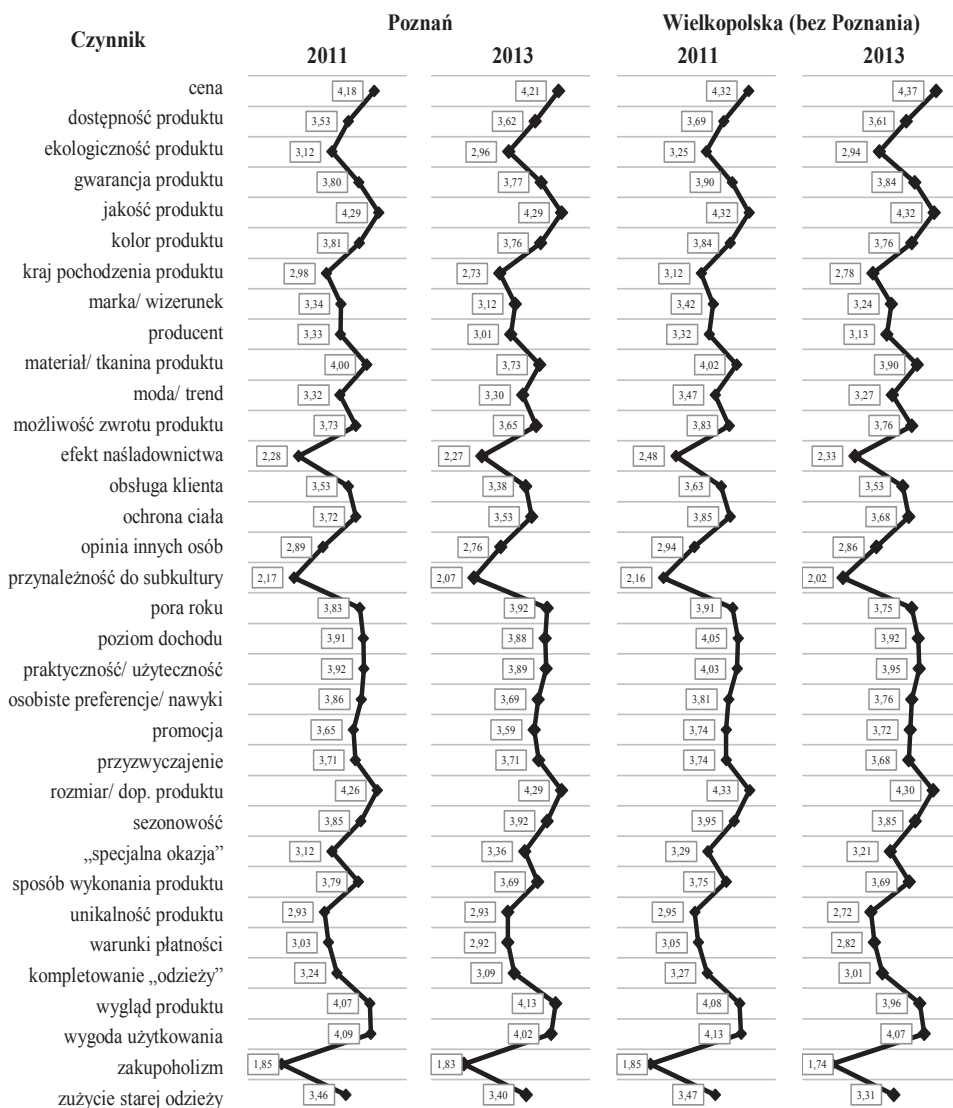 Czynnik Poznań Wielkopolska (bez Poznania)
2011 2013 2011 2013
cena 4,18 4,21 4,32 4,37
dostępność produktu 3,53 3,62 3,69 3,61
ekologiczność produktu 3,12 2,96 3,25 2,94
gwarancja produktu 3,80 3,77 3,90 3,84
jakość produktu 4,29 4,29 4,32 4,32
kolor produktu 3,81 3,76 3,84 3,76
kraj pochodzenia produktu 2,98 2,73 3,12 2,78
marka/ wizerunek 3,34 3,12 3,42 3,24
producent 3,33 3,01 3,32 3,13
materiał/ tkanina produktu 4,00 3,73 4,02 3,90
moda/ trend 3,32 3,30 3,47 3,27
możliwość zwrotu produktu 3,73 3,65 3,83 3,76
efekt naśladownictwa 2,28 2,27 2,48 2,33
obsługa klienta 3,53 3,38 3,63 3,53
ochrona ciała 3,72 3,53 3,85 3,68
opinia innych osób 2,89 2,76 2,94 2,86
przynależność do subkultury 2,17 2,07 2,16 2,02
pora roku 3,83 3,92 3,91 3,75
poziom dochodu 3,91 3,88 4,05 3,92
praktyczność/ użyteczność 3,92 3,89 4,03 3,95
osobiste preferencje/ nawyki 3,86 3,69 3,81 3,76
promocja 3,65 3,59 3,74 3,72
przyzwyczajenie 3,71 3,71 3,74 3,68
rozmiar/ dop. produktu 4,26 4,29 4,33 4,30
sezonowość 3,85 3,92 3,95 3,85
„specjalna okazja” 3,12 3,36 3,29 3,21
sposób wykonania produktu 3,79 3,69 3,75 3,69
unikalność produktu 2,93 2,93 2,95 2,72
warunki płatności 3,03 2,92 3,05 2,82
kompletowanie „odzieży” 3,24 3,09 3,27 3,01
wygląd produktu 4,07 4,13 4,08 3,96
wygoda użytkowania 4,09 4,02 4,13 4,07
zakupoholizm 1,85 1,83 1,85 1,74
zużycie starej odzieży 3,46 3,40 3,47 3,31